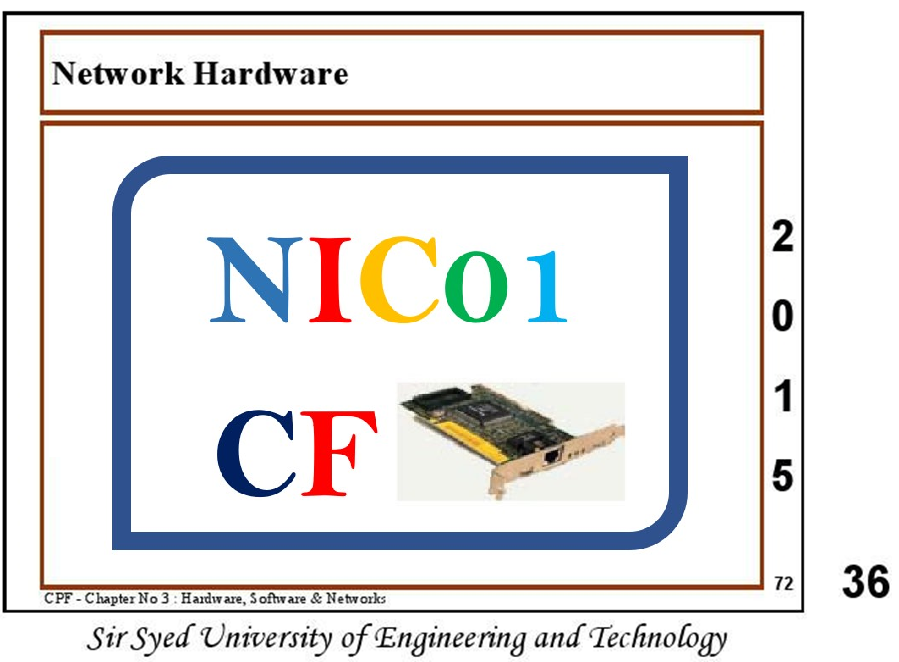 Network Hardware
NIC01
CF
2
0
1
5
72
36
CPF - Chapter No 3 : Hardware, Software & Networks
Sir Syed University of Engineering and Technology